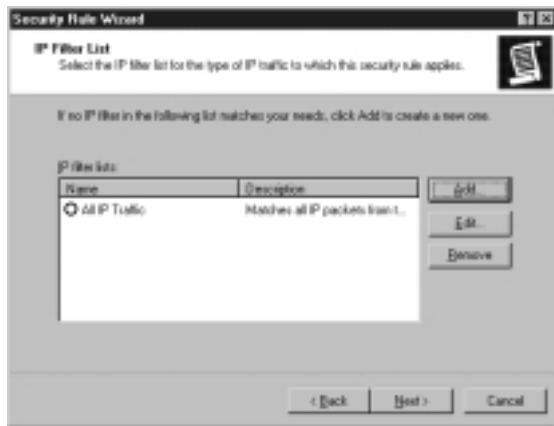 Security Rule Wizard
IP Filter List
Select the IP filter list for the type of IP traffic to which this security rule applies.
If no IP filter in the following list matches your needs, click Add to create a new one.
IP filter lists:
Name Description
All IP Traffic Matches all IP packets from t...
Add...
Edit...
Remove
< Back Next > Cancel